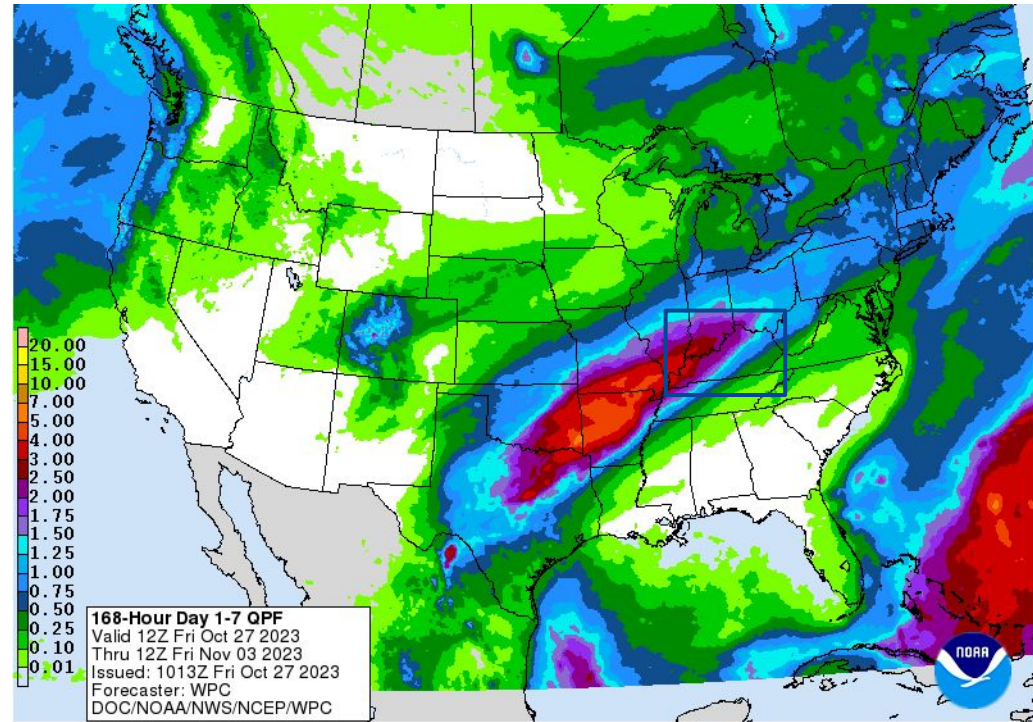 20.00
15.00
10.00
7.00
5.00
4.00
3.00
2.50
2.00
1.75
1.50
1.25
1.00
0.75
0.50
0.25
0.10
0.01
168-Hour Day 1-7 QPF
Valid 12Z Fri Oct 27 2023
Thru 12Z Fri Nov 03 2023
Issued: 1013Z Fri Oct 27 2023
Forecaster: WPC
DOC/NOAA/NWS/NCEP/WPC
NOAA